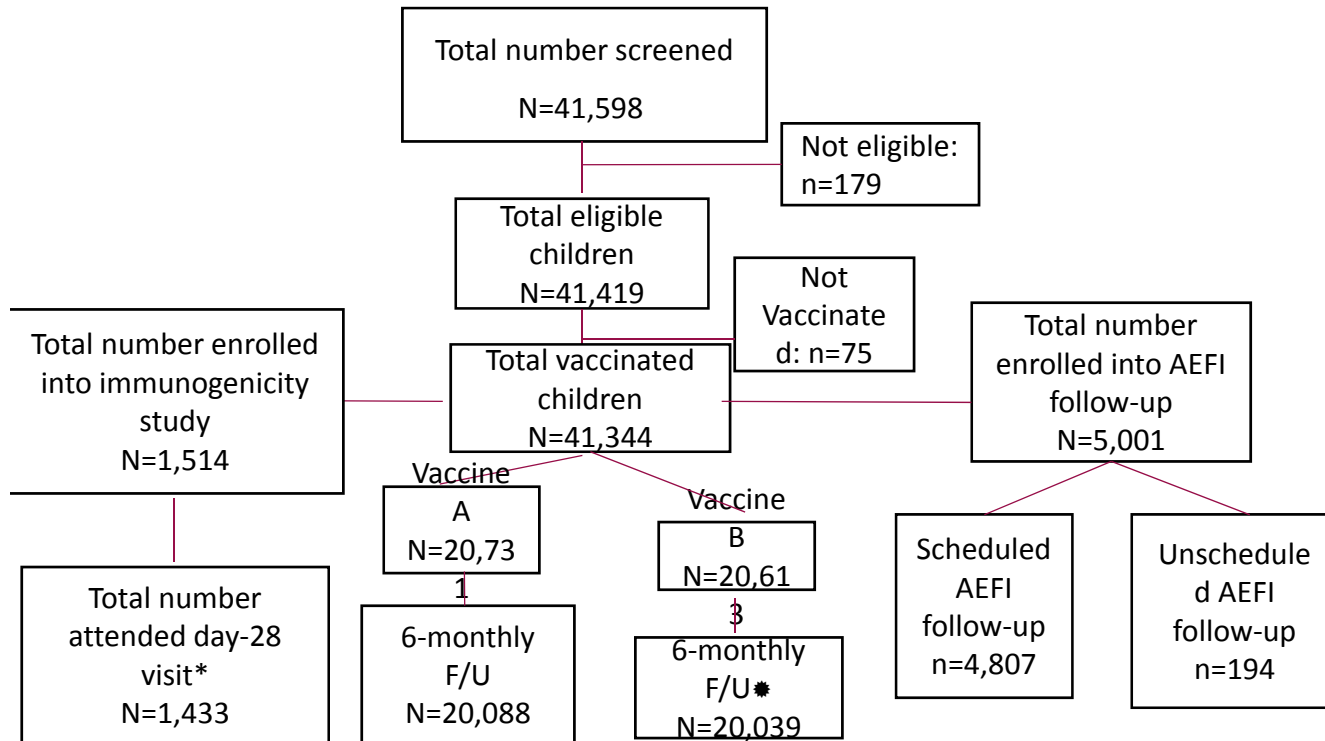 Total number screened
N=41,598
Not eligible:
n=179
Total eligible
children
N=41,419
Not
Vaccinate
d: n=75
Total number enrolled
into immunogenicity
study
N=1,514
Total vaccinated
children
N=41,344
Total number
enrolled into AEFI
follow-up
N=5,001
Vaccine
A
N=20,73
1
Vaccine
B
N=20,61
3
Scheduled
AEFI
follow-up
n=4,807
Unschedule
d AEFI
follow-up
n=194
Total number
attended day-28
visit*
N=1,433
6-monthly
F/U
N=20,088
6-monthly
F/U✹
N=20,039